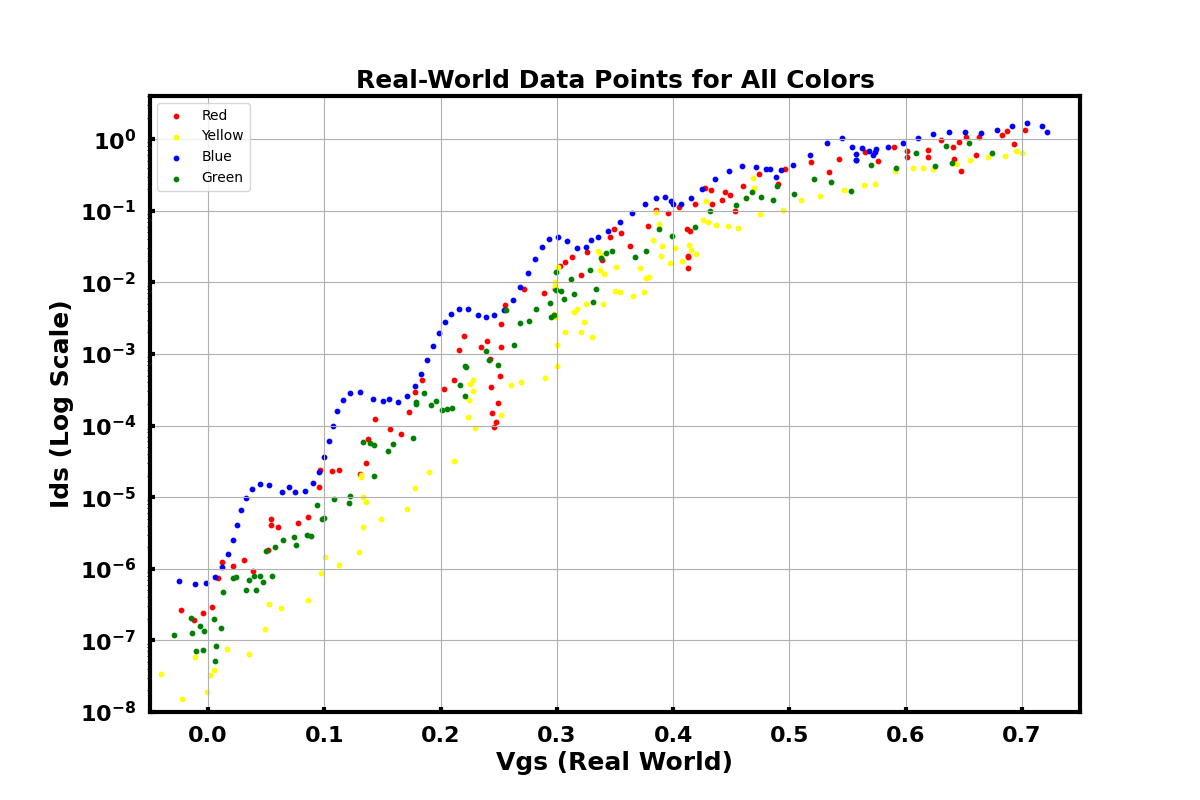 Real-World Data Points for All Colors
Red
Yellow
Blue
Green
10⁰
10⁻¹
10⁻²
10⁻³
10⁻⁴
10⁻⁵
10⁻⁶
10⁻⁷
10⁻⁸
Ids (Log Scale)
0.0 0.1 0.2 0.3 0.4 0.5 0.6 0.7
Vgs (Real World)